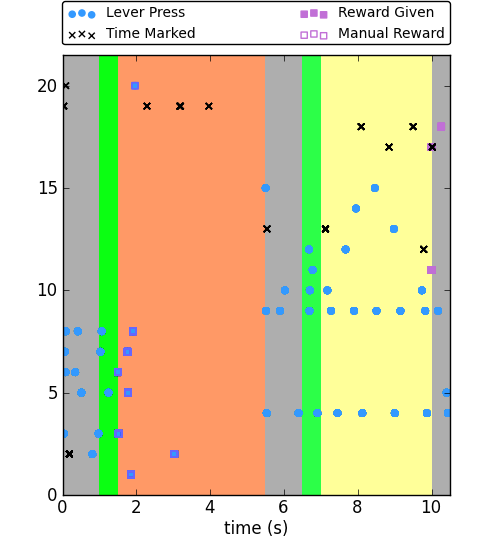 Lever Press
Reward Given
Time Marked
Manual Reward
20
15
10
5
0
0 2 4 6 8 10
time (s)